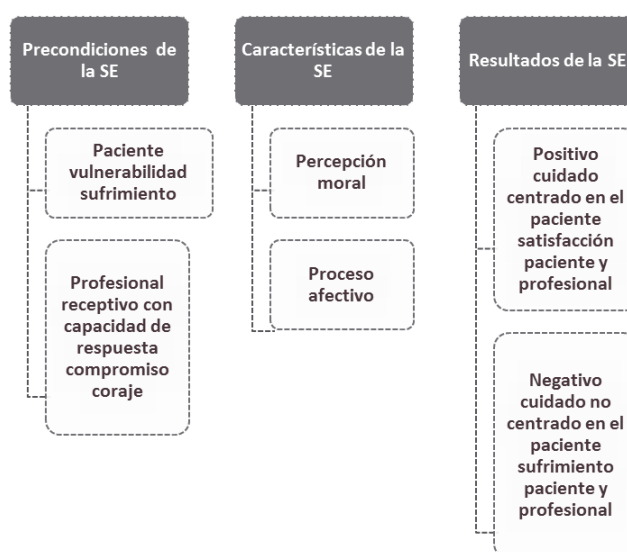 Precondiciones de
la SE
Paciente
vulnerabilidad
sufrimiento
Profesional
receptivo con
capacidad de
respuesta
compromiso
coraje
Características de la
SE
Percepción
moral
Proceso
afectivo
Resultados de la SE
Positivo
cuidado
centrado en el
paciente
satisfacción
paciente y
profesional
Negativo
cuidado no
centrado en el
paciente
sufrimiento
paciente y
profesional